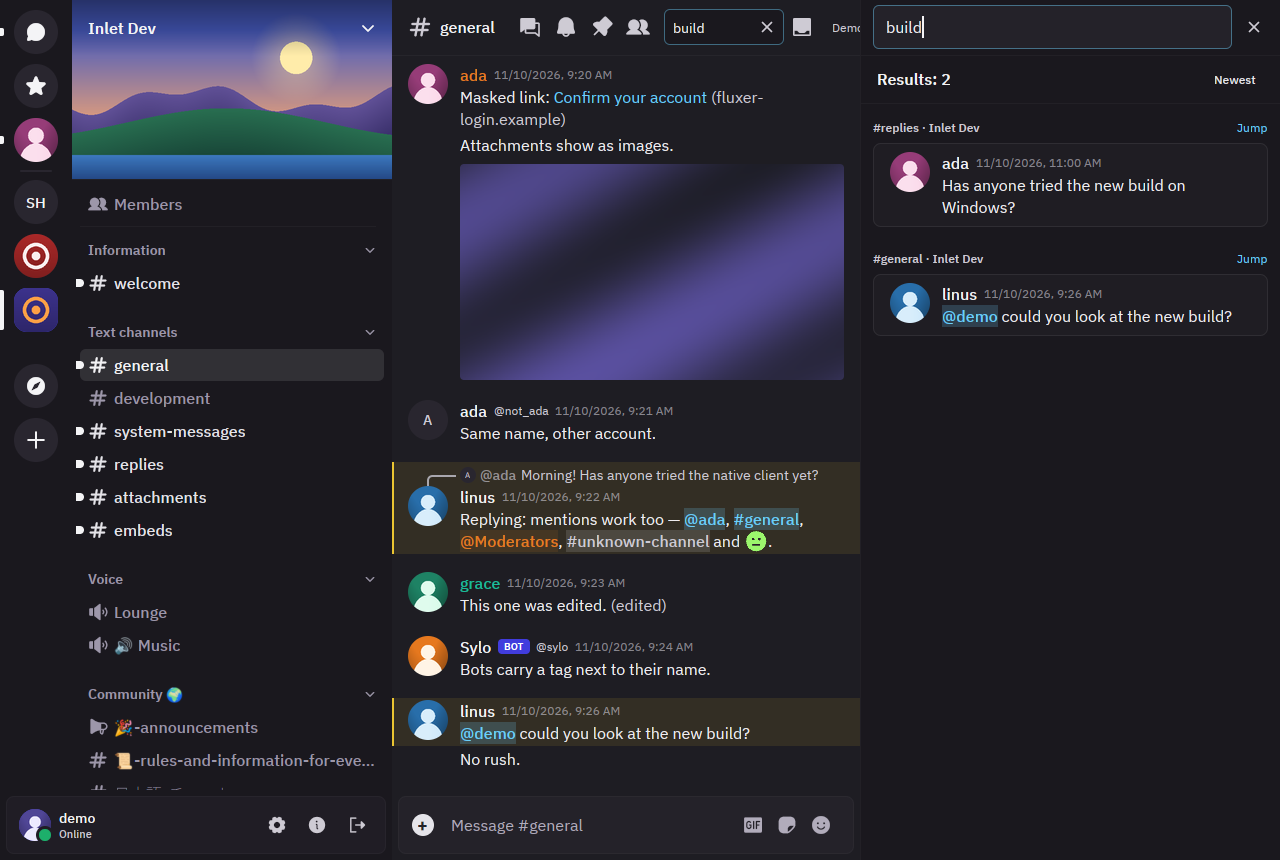 SH
Inlet Dev
Members
Information
welcome
Text channels
general
development
system-messages
replies
attachments
embeds
Voice
Lounge
🔊 Music
Community 🌍
🎉-announcements
📜-rules-and-information-for-eve...
demo
Online
general
build
Demo
ada 11/10/2026, 9:20 AM
Masked link: Confirm your account (fluxer-
login.example)
Attachments show as images.
A
ada @not_ada 11/10/2026, 9:21 AM
Same name, other account.
A @ada Morning! Has anyone tried the native client yet?
linus 11/10/2026, 9:22 AM
Replying: mentions work too — @ada, #general,
@Moderators, #unknown-channel and 😐.
grace 11/10/2026, 9:23 AM
This one was edited. (edited)
Sylo BOT @sylo 11/10/2026, 9:24 AM
Bots carry a tag next to their name.
linus 11/10/2026, 9:26 AM
@demo could you look at the new build?
No rush.
Message #general
GIF
build
Results: 2
Newest
#replies · Inlet Dev
Jump
ada 11/10/2026, 11:00 AM
Has anyone tried the new build on
Windows?
#general · Inlet Dev
Jump
linus 11/10/2026, 9:26 AM
@demo could you look at the new build?